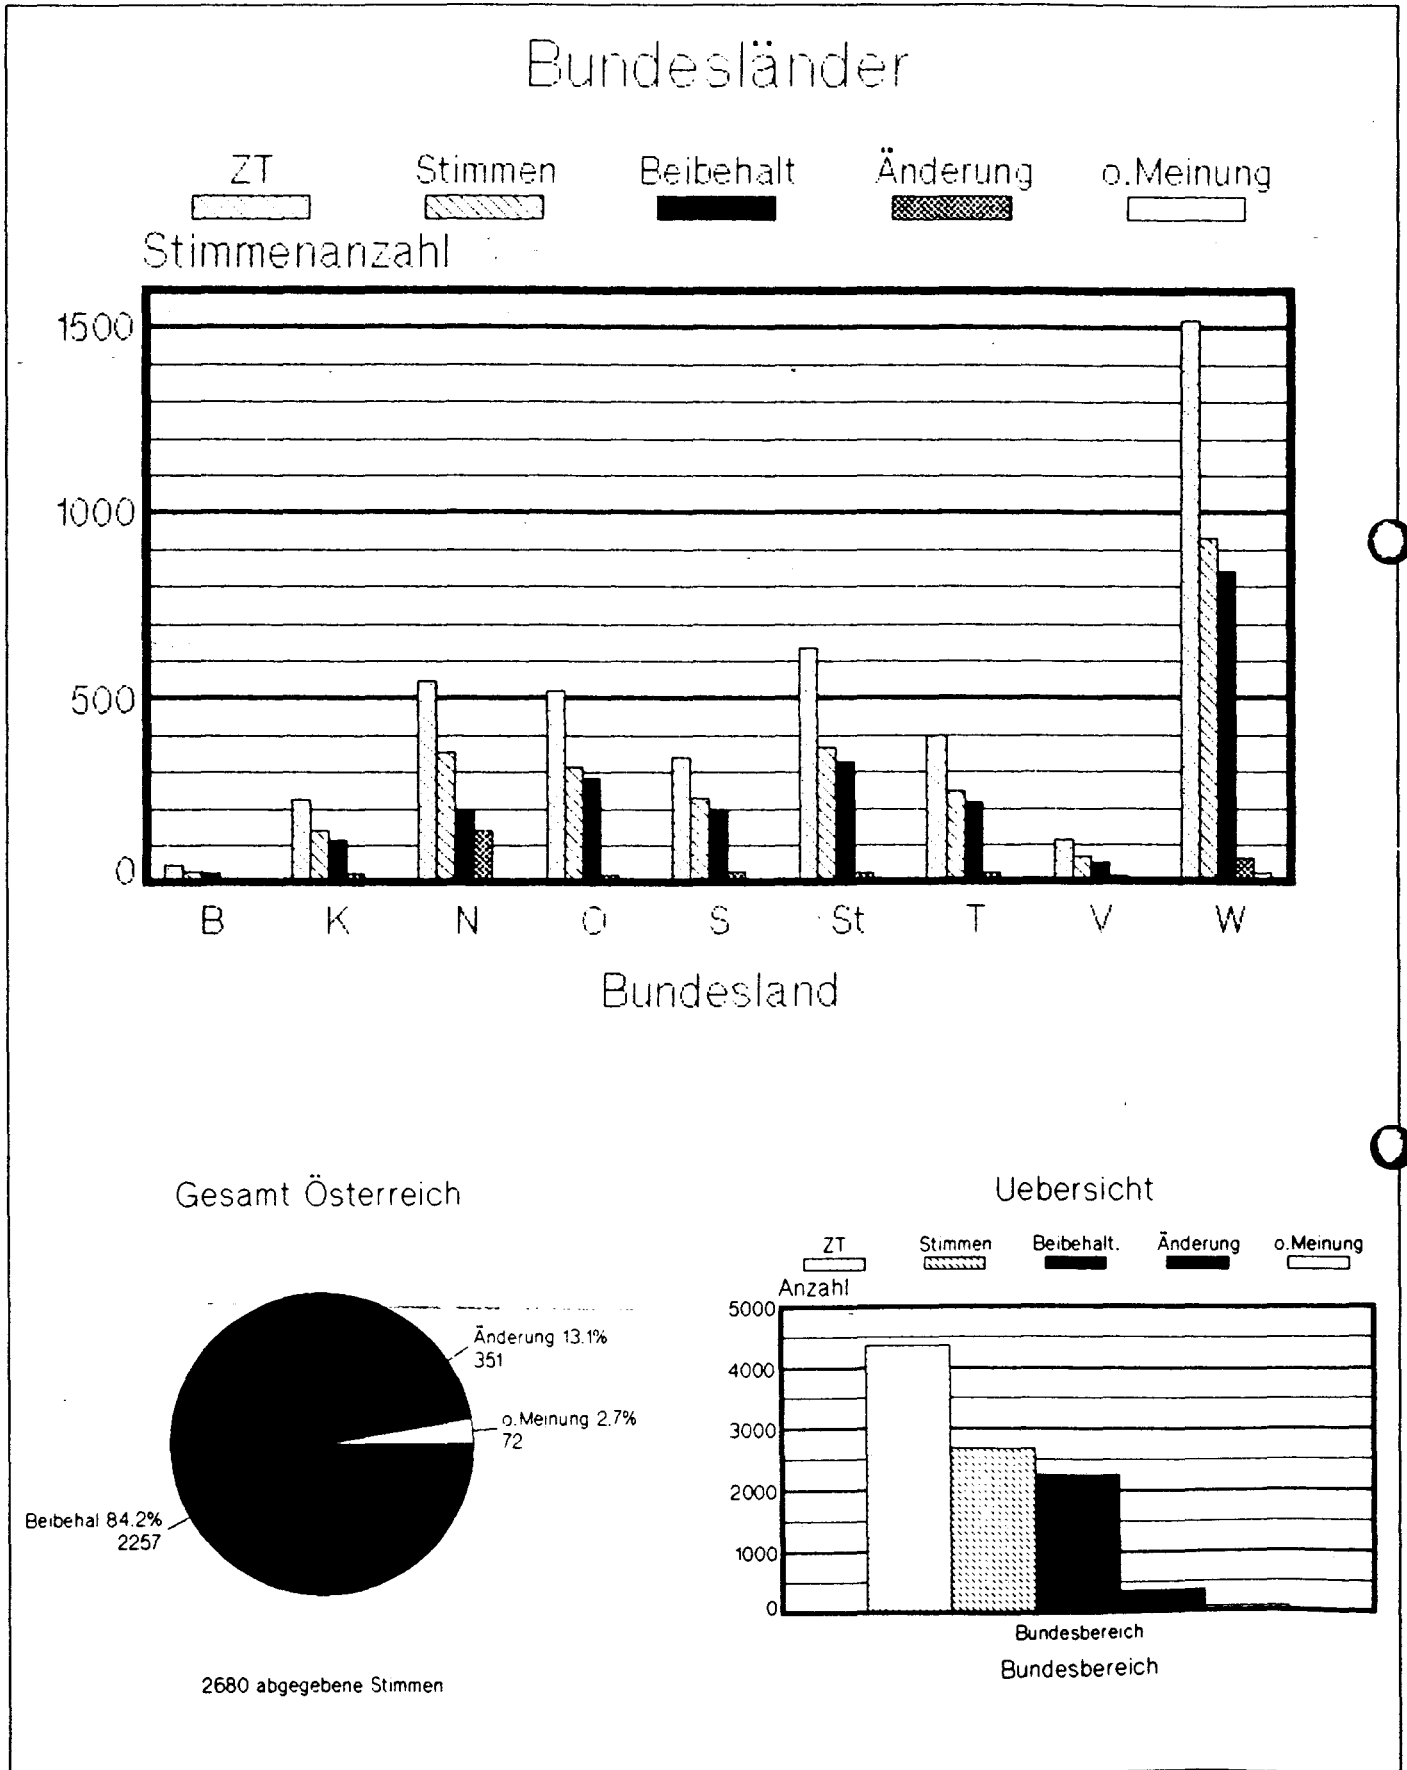 Bundesländer
ZT Stimmen Beibehalt Änderung o.Meinung
Stimmenanzahl
1500
1000
500
0
B K N O S St T V W
Bundesland
Gesamt Österreich
Änderung 13.1%
351
o.Meinung 2.7%
72
Beibehal 84.2%
2257
2680 abgegebene Stimmen
Uebersicht
ZT Stimmen Beibehalt. Änderung o.Meinung
Anzahl
5000
4000
3000
2000
1000
0
Bundesbereich
Bundesbereich